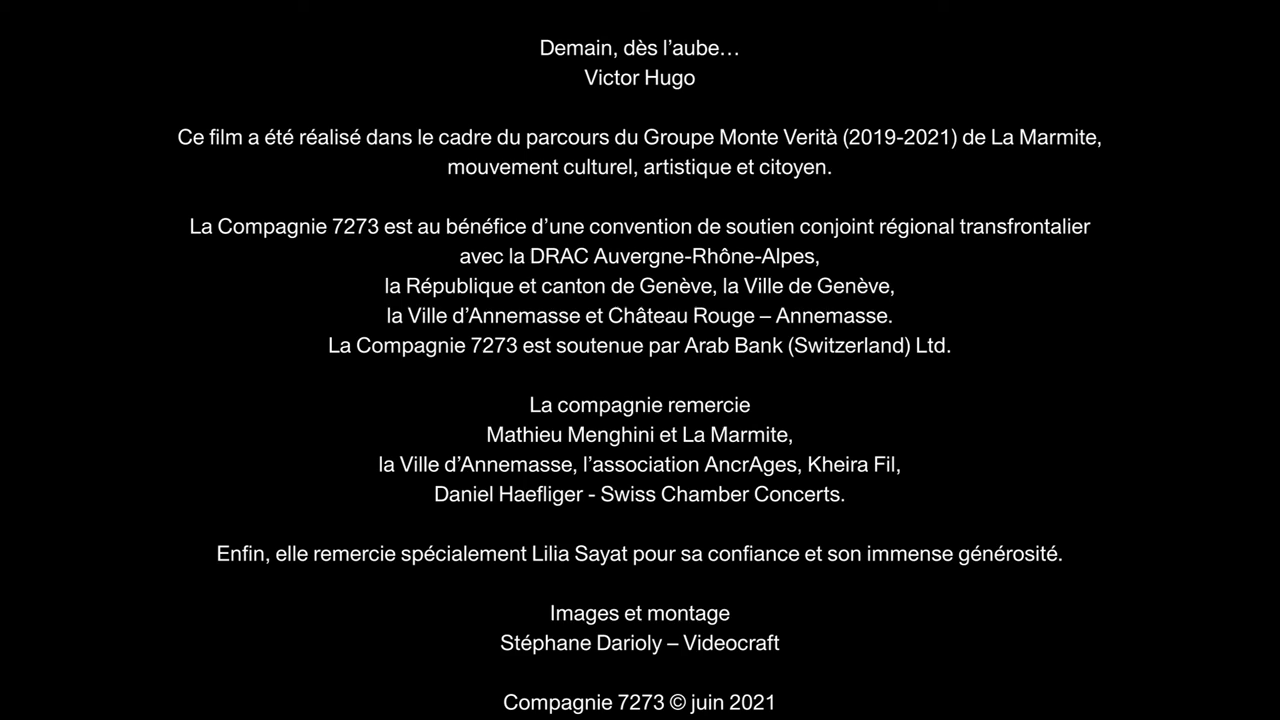 Demain, dès l’aube…
Victor Hugo
Ce film a été réalisé dans le cadre du parcours du Groupe Monte Verità (2019-2021) de La Marmite,
mouvement culturel, artistique et citoyen.
La Compagnie 7273 est au bénéfice d’une convention de soutien conjoint régional transfrontalier
avec la DRAC Auvergne-Rhône-Alpes,
la République et canton de Genève, la Ville de Genève,
la Ville d’Annemasse et Château Rouge – Annemasse.
La Compagnie 7273 est soutenue par Arab Bank (Switzerland) Ltd.
La compagnie remercie
Mathieu Menghini et La Marmite,
la Ville d’Annemasse, l’association AncrAges, Kheira Fil,
Daniel Haefliger - Swiss Chamber Concerts.
Enfin, elle remercie spécialement Lilia Sayat pour sa confiance et son immense générosité.
Images et montage
Stéphane Darioly – Videocraft
Compagnie 7273 © juin 2021